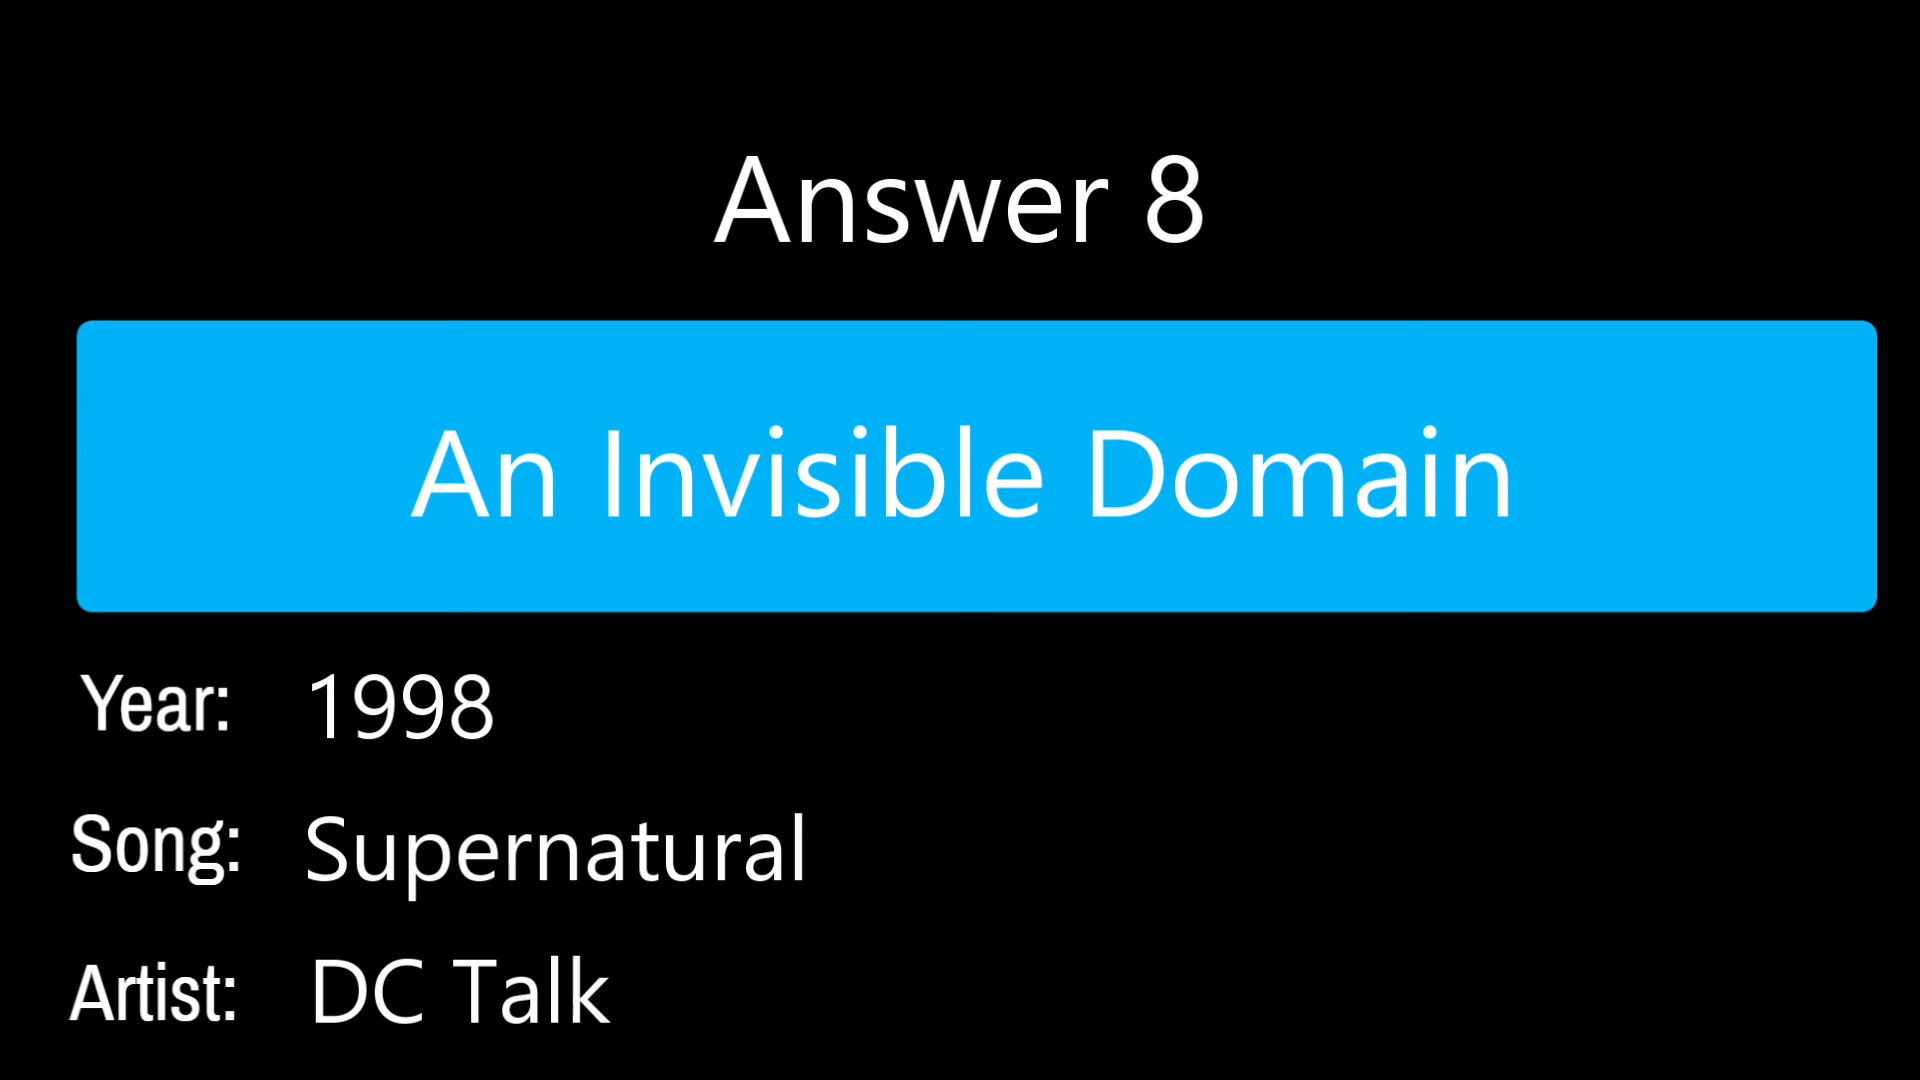 Answer 8
An Invisible Domain
Year: 1998
Song: Supernatural
Artist: DC Talk